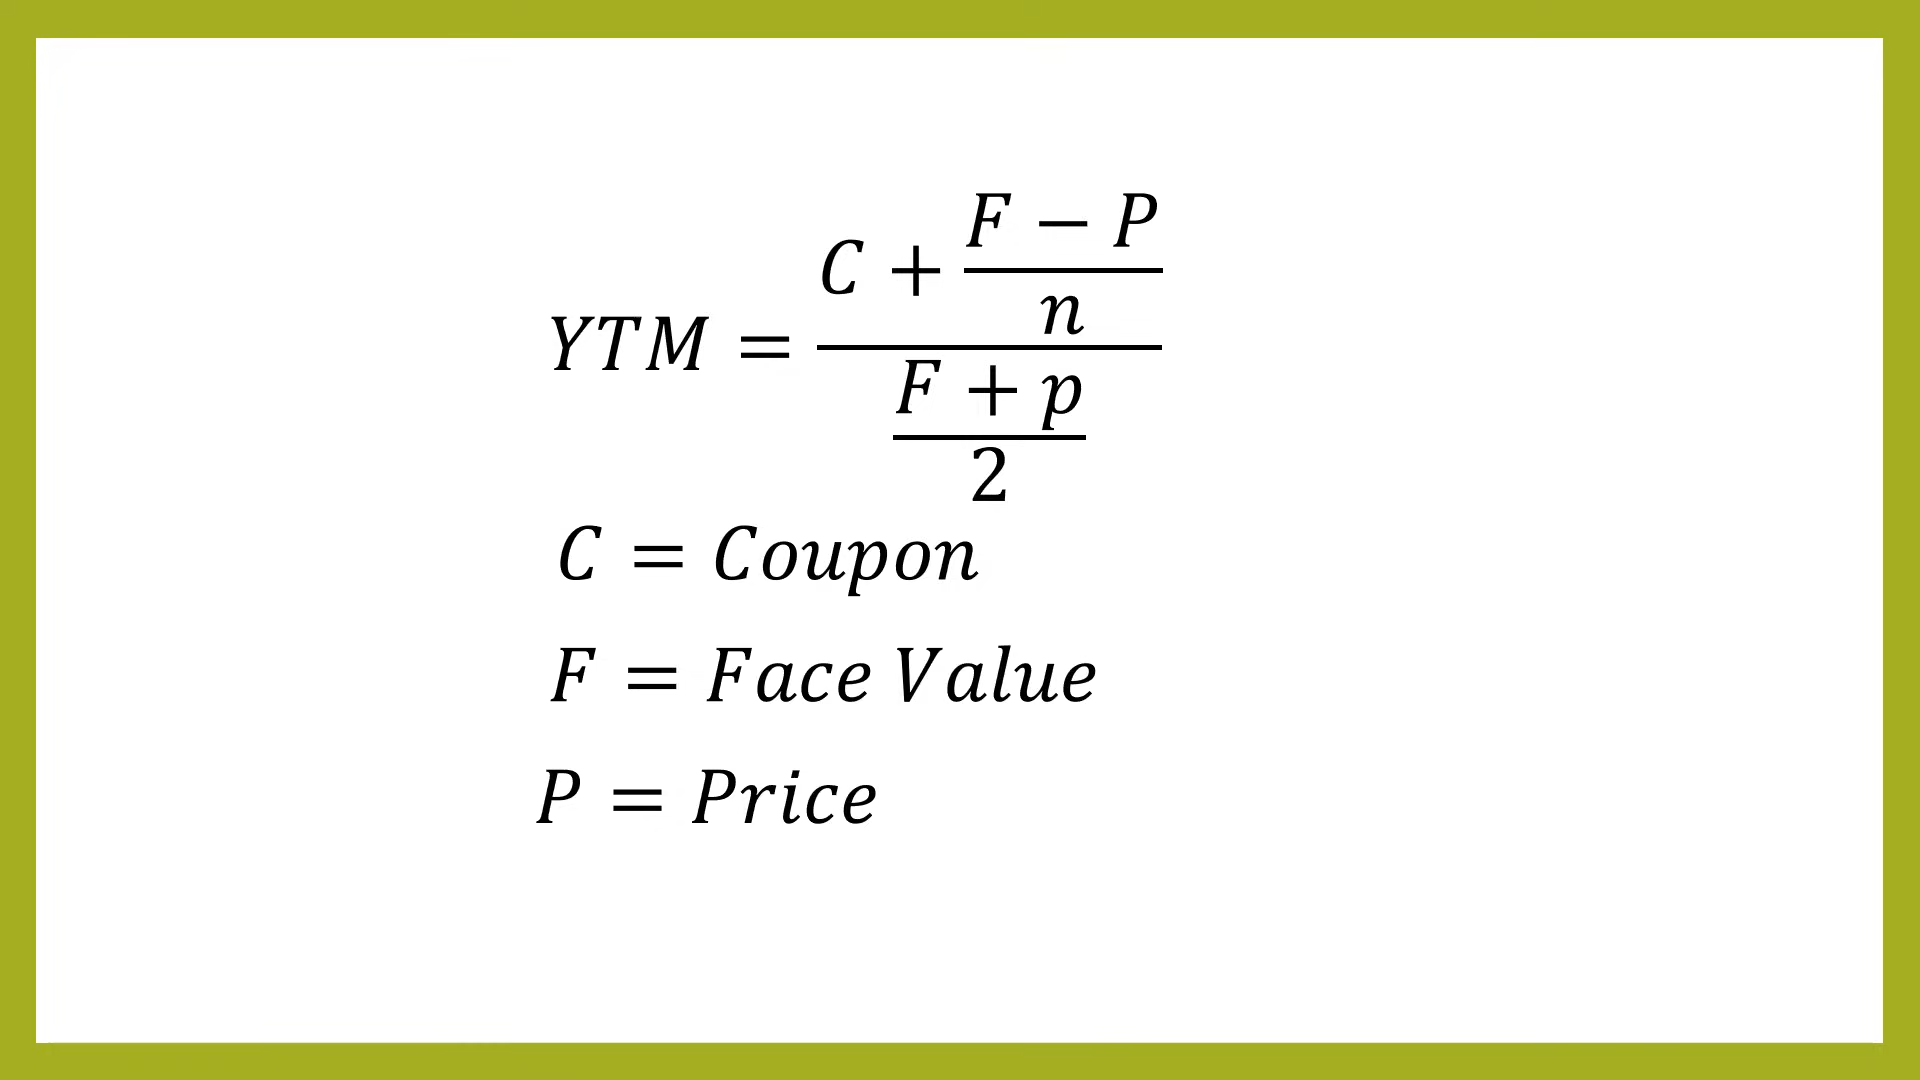 YTM = (C + (F − P)/n) / ((F + p)/2)
C = Coupon
F = Face Value
P = Price